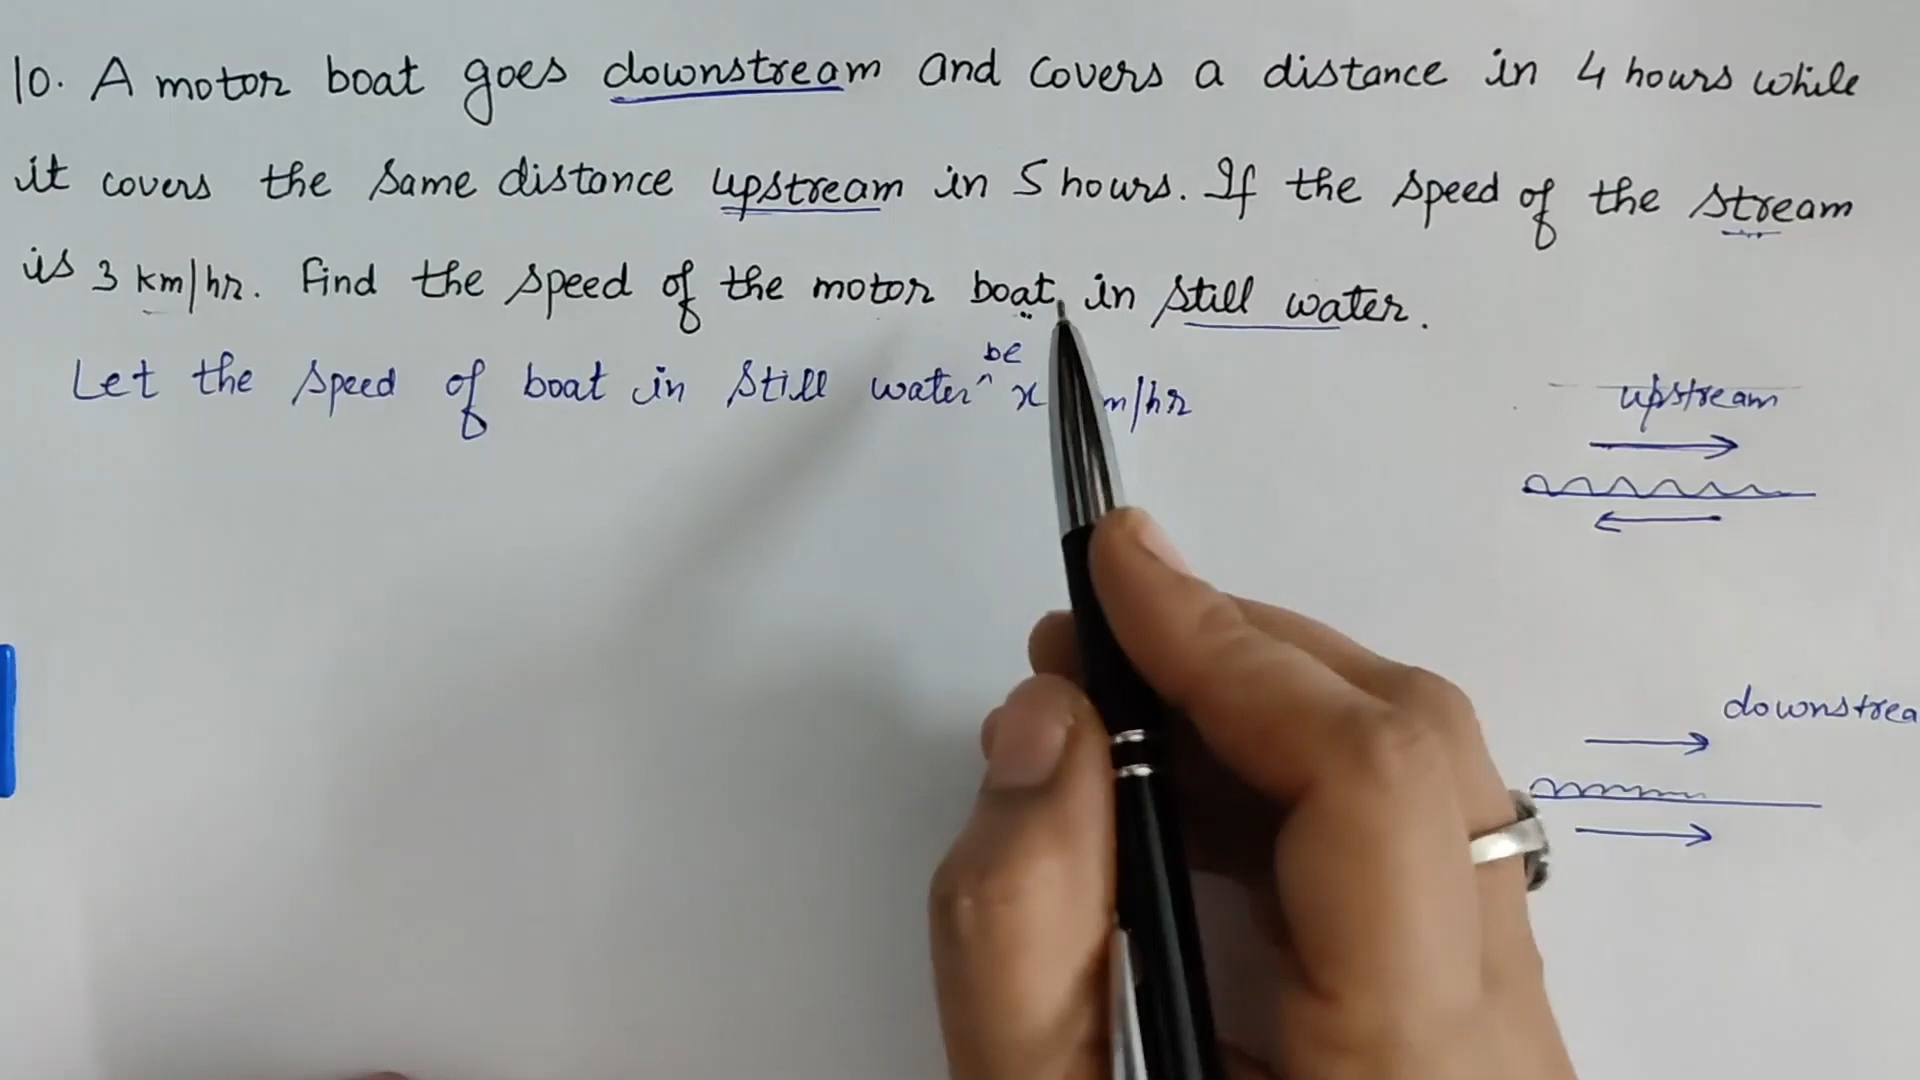 10. A motor boat goes downstream and covers a distance in 4 hours while
it covers the same distance upstream in 5 hours. If the speed of the stream
is 3 km/hr. Find the speed of the motor boat in still water.
be
Let the speed of boat in still water ^ x m/hr
upstream
downstrea